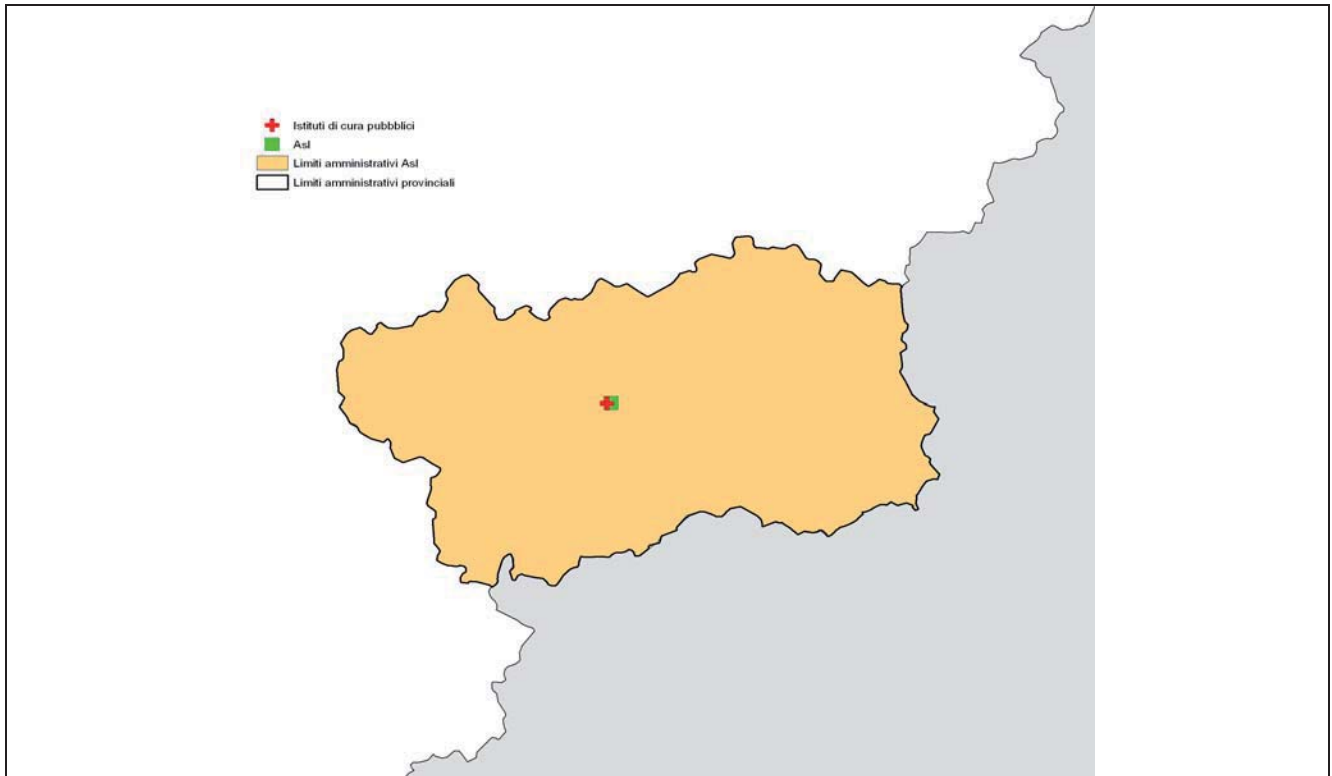 Istituti di cura pubbblici
Asl
Limiti amministrativi Asl
Limiti amministrativi provinciali